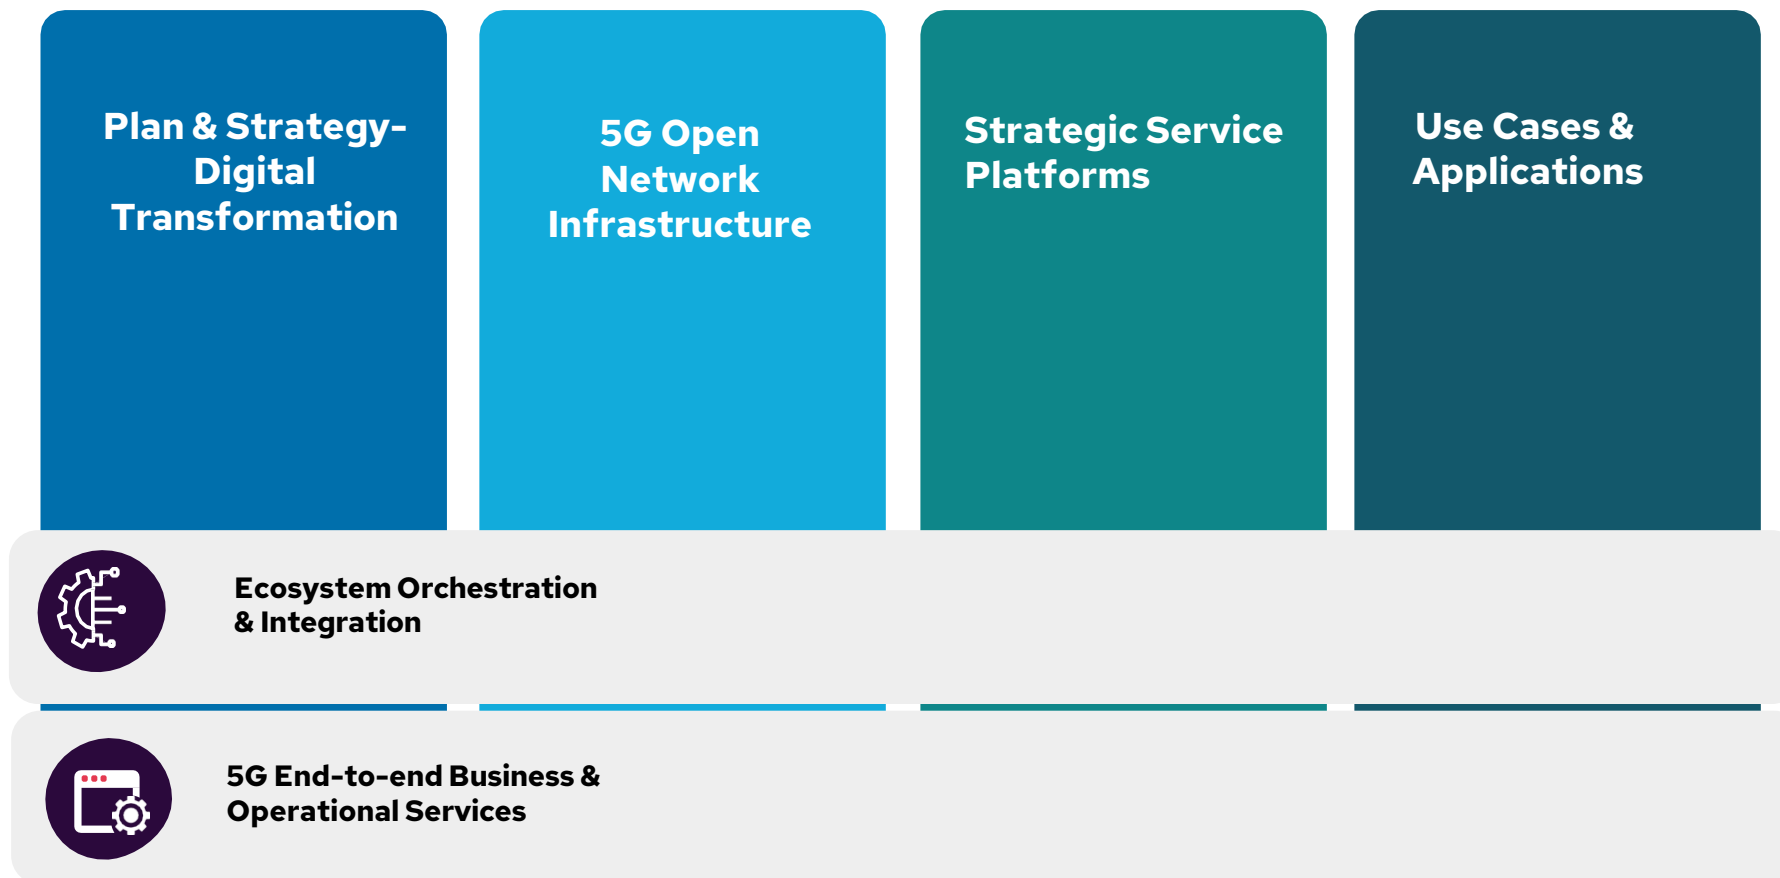 Plan & Strategy-
Digital
Transformation
5G Open
Network
Infrastructure
Strategic Service
Platforms
Use Cases &
Applications
Ecosystem Orchestration
& Integration
5G End-to-end Business &
Operational Services